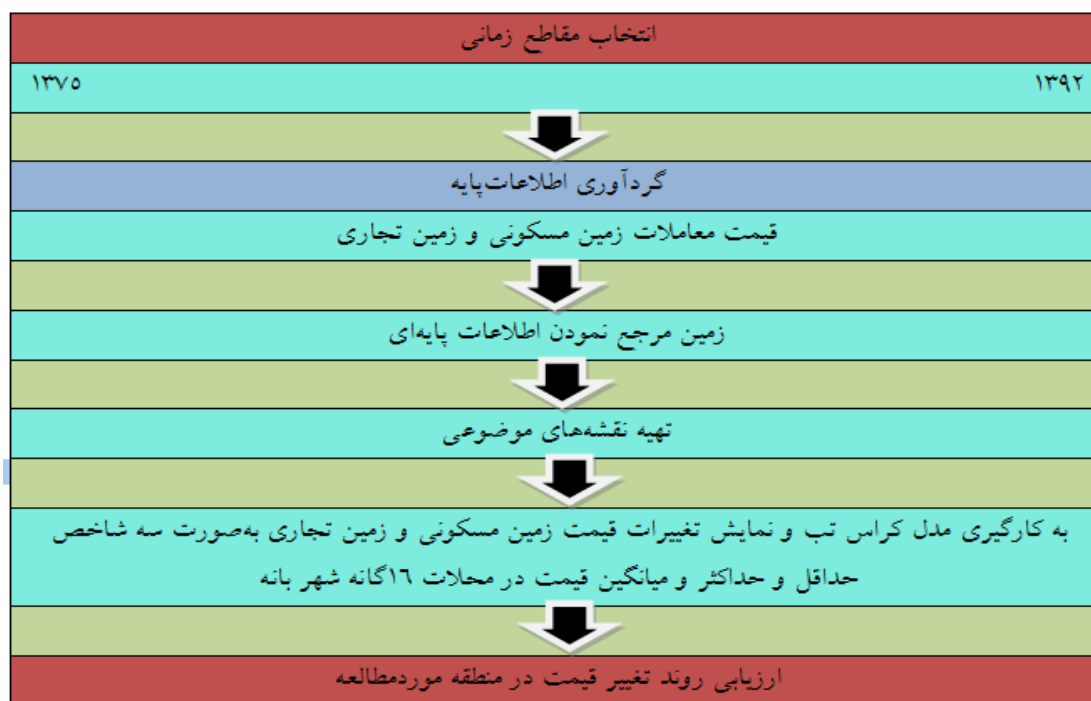 انتخاب مقاطع زمانی
۱۳۹۲ ۱۳۷۵
گردآوری اطلاعات‌پایه
قیمت معاملات زمین مسکونی و زمین تجاری
زمین مرجع نمودن اطلاعات پایه‌ای
تهیه نقشه‌های موضوعی
به کارگیری مدل کراس تب و نمایش تغییرات قیمت زمین مسکونی و زمین تجاری به‌صورت سه شاخص
حداقل و حداکثر و میانگین قیمت در محلات ۱۶گانه شهر بانه
ارزیابی روند تغییر قیمت در منطقه موردمطالعه